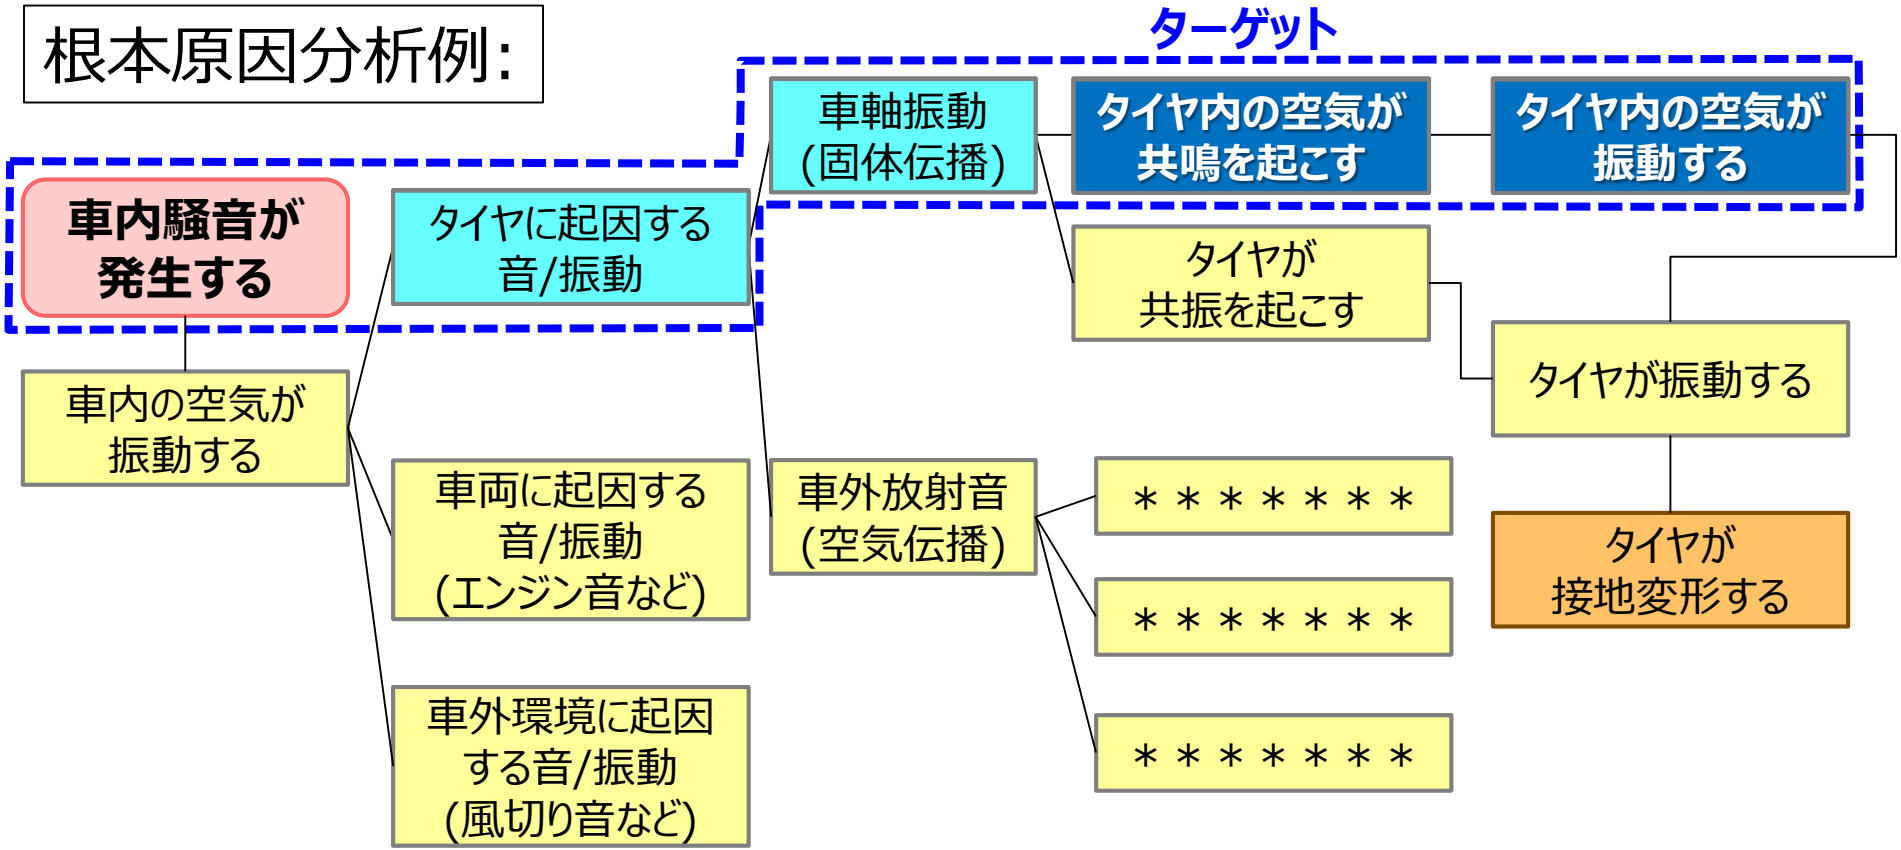 根本原因分析例:
ターゲット
車軸振動
(固体伝播)
タイヤ内の空気が
共鳴を起こす
タイヤ内の空気が
振動する
車内騒音が
発生する
タイヤに起因する
音/振動
タイヤが
共振を起こす
タイヤが振動する
車内の空気が
振動する
車両に起因する
音/振動
(エンジン音など)
車外放射音
(空気伝播)
*******
*******
*******
タイヤが
接地変形する
車外環境に起因
する音/振動
(風切り音など)